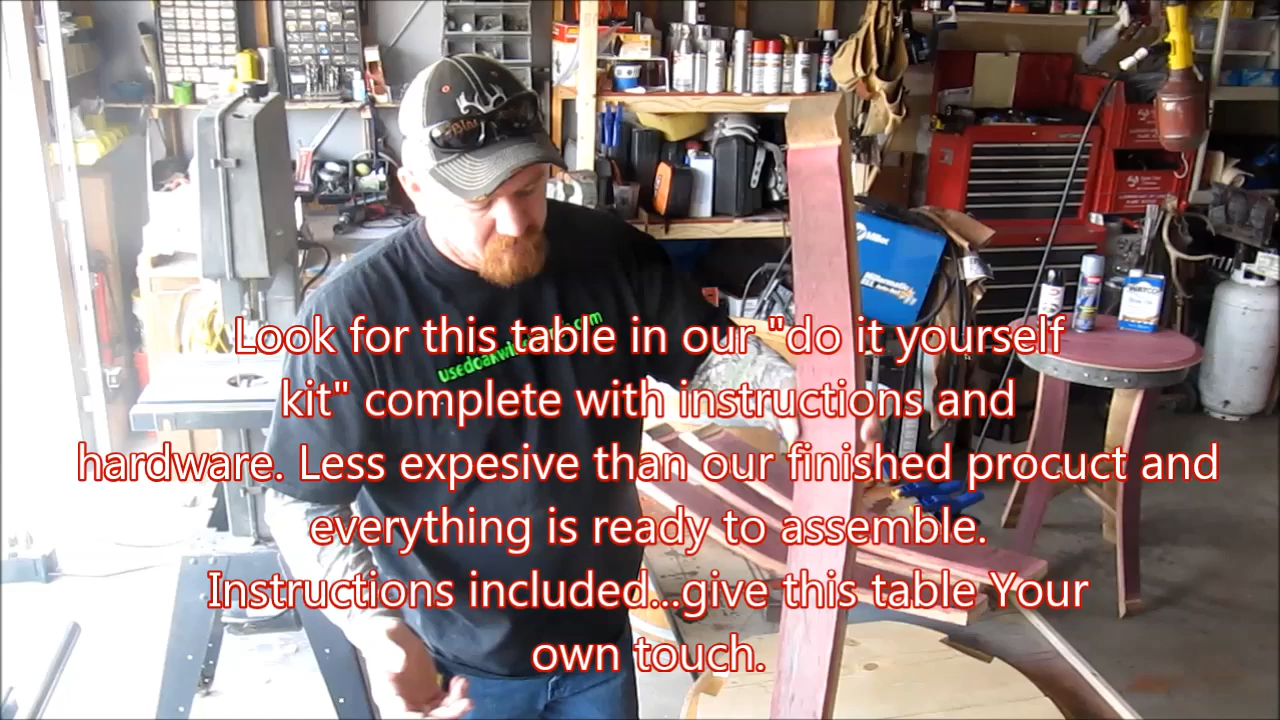 Look for this table in our "do it yourself
kit" complete with instructions and
hardware. Less expesive than our finished procuct and
everything is ready to assemble.
Instructions included...give this table Your
own touch.
Miller